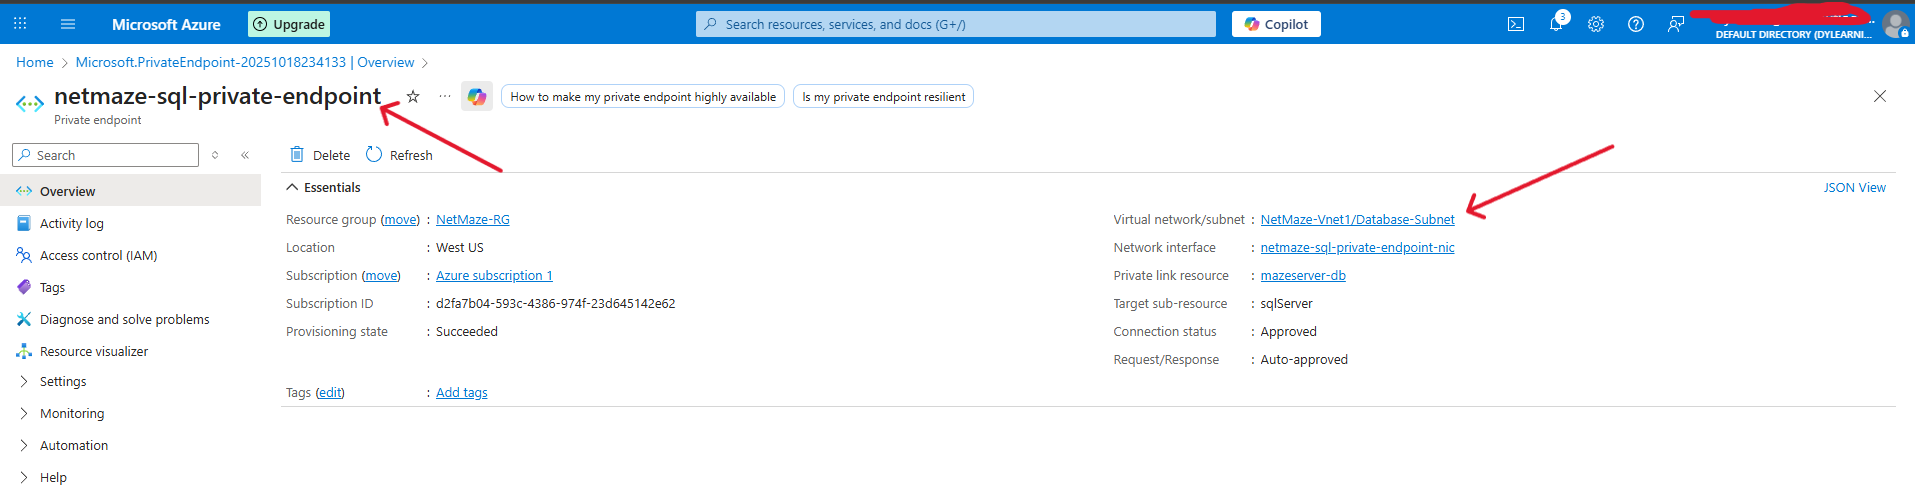 Microsoft Azure
Upgrade
Search resources, services, and docs (G+/)
Copilot
3
DEFAULT DIRECTORY (DYLEARNI...
Home > Microsoft.PrivateEndpoint-20251018234133 | Overview >
netmaze-sql-private-endpoint
How to make my private endpoint highly available
Is my private endpoint resilient
Private endpoint
Search
Delete
Refresh
Overview
Activity log
Access control (IAM)
Tags
Diagnose and solve problems
Resource visualizer
Settings
Monitoring
Automation
Help
Essentials
JSON View
Resource group (move) : NetMaze-RG
Location : West US
Subscription (move) : Azure subscription 1
Subscription ID : d2fa7b04-593c-4386-974f-23d645142e62
Provisioning state : Succeeded
Virtual network/subnet : NetMaze-Vnet1/Database-Subnet
Network interface : netmaze-sql-private-endpoint-nic
Private link resource : mazeserver-db
Target sub-resource : sqlServer
Connection status : Approved
Request/Response : Auto-approved
Tags (edit) : Add tags